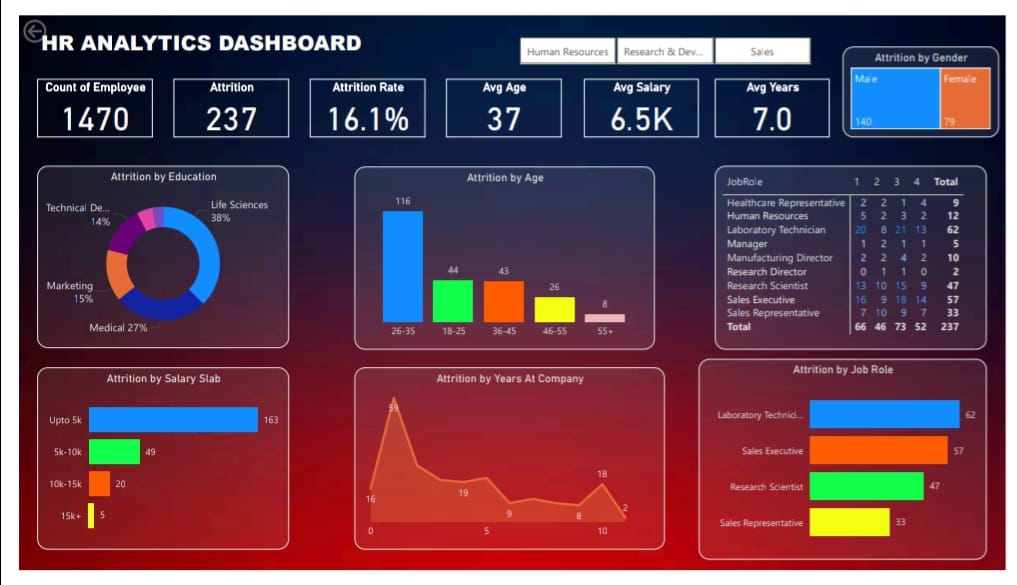 HR ANALYTICS DASHBOARD
Human Resources Research & Dev... Sales
Count of Employee
1470
Attrition
237
Attrition Rate
16.1%
Avg Age
37
Avg Salary
6.5K
Avg Years
7.0
Attrition by Gender
Male Female
140 79
Attrition by Education
Life Sciences
38%
Technical De...
14%
Marketing
15%
Medical 27%
Attrition by Age
116
44
43
26
8
26-35 18-25 36-45 46-55 55+
JobRole 1 2 3 4 Total
Healthcare Representative 2 2 1 4 9
Human Resources 5 2 3 2 12
Laboratory Technician 20 8 21 13 62
Manager 1 2 1 1 5
Manufacturing Director 2 2 4 2 10
Research Director 0 1 1 0 2
Research Scientist 13 10 15 9 47
Sales Executive 16 9 18 14 57
Sales Representative 7 10 9 7 33
Total 66 46 73 52 237
Attrition by Salary Slab
Upto 5k 163
5k-10k 49
10k-15k 20
15k+ 5
Attrition by Years At Company
59
16
19
9
8
18
2
0 5 10
Attrition by Job Role
Laboratory Technici... 62
Sales Executive 57
Research Scientist 47
Sales Representative 33